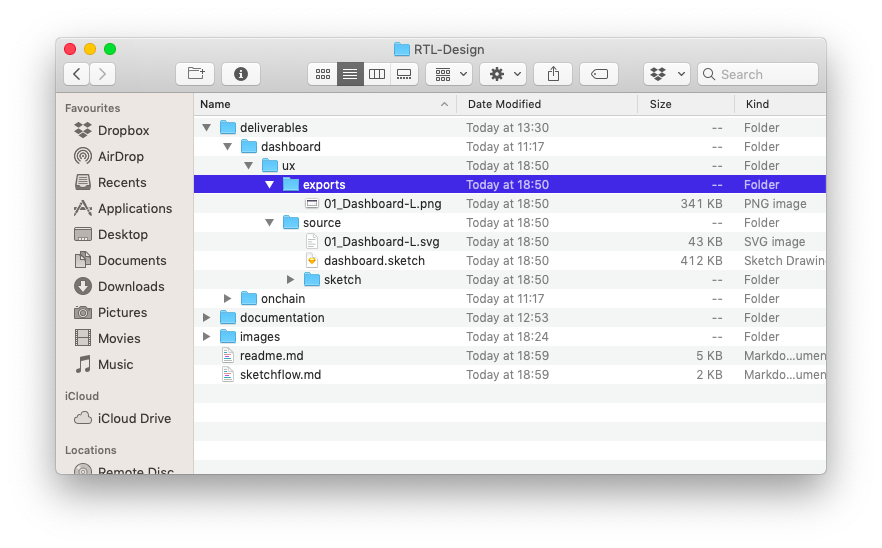 RTL-Design
Search
Favourites
Dropbox
AirDrop
Recents
Applications
Desktop
Documents
Downloads
Pictures
Movies
Music
iCloud
iCloud Drive
Locations
Remote Disc
Name Date Modified Size Kind
deliverables Today at 13:30 -- Folder
dashboard Today at 11:17 -- Folder
ux Today at 18:50 -- Folder
exports Today at 18:50 -- Folder
01_Dashboard-L.png Today at 18:50 341 KB PNG image
source Today at 18:50 -- Folder
01_Dashboard-L.svg Today at 18:50 43 KB SVG image
dashboard.sketch Today at 18:50 412 KB Sketch Drawing
sketch Today at 18:50 -- Folder
onchain Today at 11:17 -- Folder
documentation Today at 12:53 -- Folder
images Today at 18:24 -- Folder
readme.md Today at 18:59 5 KB Markdo...umen
sketchflow.md Today at 18:59 2 KB Markdo...umen